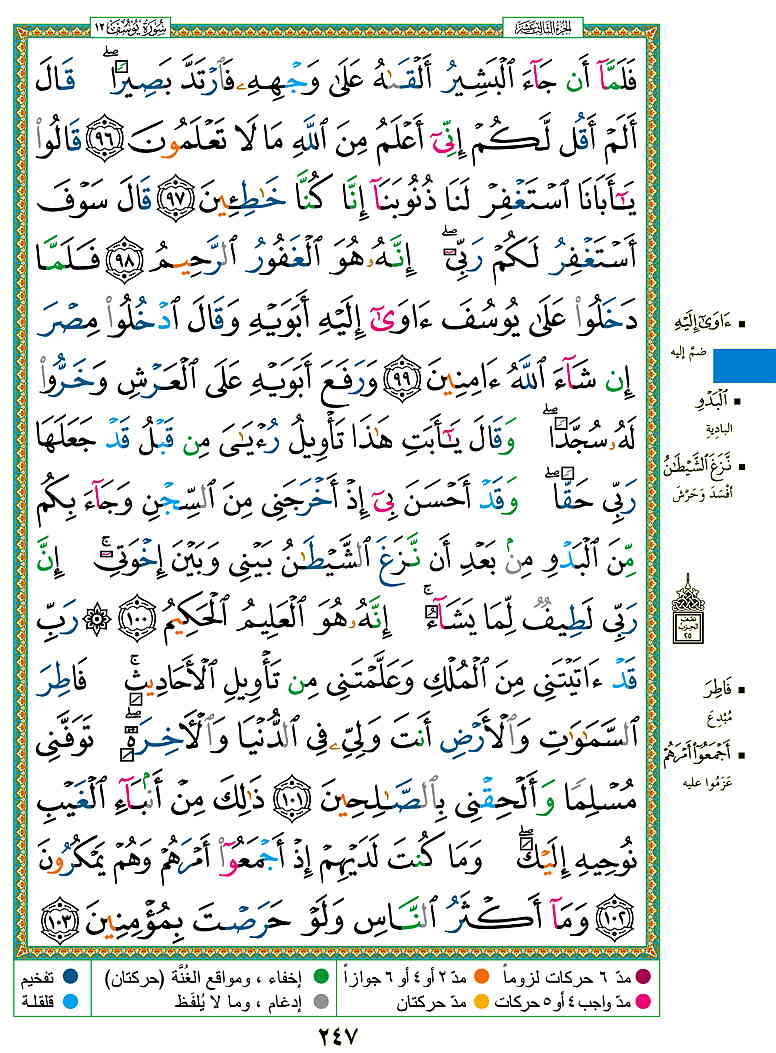 سُورَةُ يُوسُفَ ١٢
الجزء الثالث عشر
فَلَمَّآ أَن جَآءَ ٱلْبَشِيرُ أَلْقَىٰهُ عَلَىٰ وَجْهِهِۦ فَٱرْتَدَّ بَصِيرًاۖ قَالَ
أَلَمْ أَقُل لَّكُمْ إِنِّىٓ أَعْلَمُ مِنَ ٱللَّهِ مَا لَا تَعْلَمُونَ ٩٦ قَالُوا۟
يَـٰٓأَبَانَا ٱسْتَغْفِرْ لَنَا ذُنُوبَنَآ إِنَّا كُنَّا خَـٰطِـِٔينَ ٩٧ قَالَ سَوْفَ
أَسْتَغْفِرُ لَكُمْ رَبِّىٓۖ إِنَّهُۥ هُوَ ٱلْغَفُورُ ٱلرَّحِيمُ ٩٨ فَلَمَّا
دَخَلُوا۟ عَلَىٰ يُوسُفَ ءَاوَىٰٓ إِلَيْهِ أَبَوَيْهِ وَقَالَ ٱدْخُلُوا۟ مِصْرَ
إِن شَآءَ ٱللَّهُ ءَامِنِينَ ٩٩ وَرَفَعَ أَبَوَيْهِ عَلَى ٱلْعَرْشِ وَخَرُّوا۟
لَهُۥ سُجَّدًاۖ وَقَالَ يَـٰٓأَبَتِ هَـٰذَا تَأْوِيلُ رُءْيَـٰىَ مِن قَبْلُ قَدْ جَعَلَهَا
رَبِّى حَقًّاۖ وَقَدْ أَحْسَنَ بِىٓ إِذْ أَخْرَجَنِى مِنَ ٱلسِّجْنِ وَجَآءَ بِكُم
مِّنَ ٱلْبَدْوِ مِنۢ بَعْدِ أَن نَّزَغَ ٱلشَّيْطَـٰنُ بَيْنِى وَبَيْنَ إِخْوَتِىٓۚ إِنَّ
رَبِّى لَطِيفٌ لِّمَا يَشَآءُۚ إِنَّهُۥ هُوَ ٱلْعَلِيمُ ٱلْحَكِيمُ ١٠٠ ۞ رَبِّ
قَدْ ءَاتَيْتَنِى مِنَ ٱلْمُلْكِ وَعَلَّمْتَنِى مِن تَأْوِيلِ ٱلْأَحَادِيثِۚ فَاطِرَ
ٱلسَّمَـٰوَٰتِ وَٱلْأَرْضِ أَنتَ وَلِىِّۦ فِى ٱلدُّنْيَا وَٱلْـَٔاخِرَةِۖ تَوَفَّنِى
مُسْلِمًا وَأَلْحِقْنِى بِٱلصَّـٰلِحِينَ ١٠١ ذَٰلِكَ مِنْ أَنۢبَآءِ ٱلْغَيْبِ
نُوحِيهِ إِلَيْكَۖ وَمَا كُنتَ لَدَيْهِمْ إِذْ أَجْمَعُوٓا۟ أَمْرَهُمْ وَهُمْ يَمْكُرُونَ
١٠٢ وَمَآ أَكْثَرُ ٱلنَّاسِ وَلَوْ حَرَصْتَ بِمُؤْمِنِينَ ١٠٣
ءَاوَىٰٓ إِلَيْهِ
ضمّ إليه
ٱلْبَدْوِ
البادية
نَّزَغَ ٱلشَّيْطَـٰنُ
أفْسَدَ وَحَرَّشَ
نصف
الحزب
٢٥
فَاطِرَ
مُبْدِعَ
أَجْمَعُوٓا۟ أَمْرَهُمْ
عَزَمُوا عليه
مدّ ٦ حركات لزوماً مدّ ٢ أو ٤ أو ٦ جوازاً إخفاء ، ومواقع الغُنَّة (حركتان) تفخيم
مدّ واجب ٤ أو ٥ حركات مدّ حركتان إدغام ، وما لا يُلفَظ قلقلة
٢٤٧